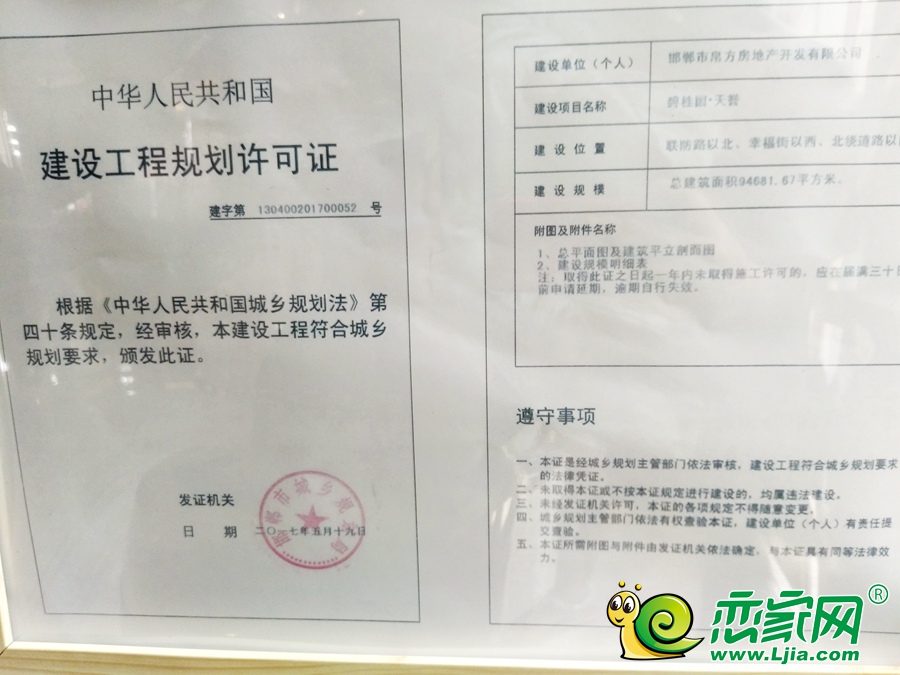 中华人民共和国
建设工程规划许可证
建字第 130400201700052 号
根据《中华人民共和国城乡规划法》第
四十条规定，经审核，本建设工程符合城乡
规划要求，颁发此证。
发证机关
日 期 二〇一七年五月十九日
邯郸市城乡规划局
建设单位（个人） 邯郸市帛方房地产开发有限公司
建设项目名称 碧桂园·天誉
建设位置 联防路以北、幸福街以西、北绕道路以
建设规模 总建筑面积94681.67平方米、
附图及附件名称
1、总平面图及建筑平立剖面图
2、建设规模明细表
注：取得此证之日起一年内未取得施工许可的，应在届满三十日
前申请延期，逾期自行失效。
遵守事项
一、本证是经城乡规划主管部门依法审核，建设工程符合城乡规划要求
的法律凭证。
二、未取得本证或不按本证规定进行建设的，均属违法建设。
三、未经发证机关许可，本证的各项规定不得随意变更。
四、城乡规划主管部门依法有权查验本证，建设单位（个人）有责任提
交查验。
五、本证所需附图与附件由发证机关依法确定，与本证具有同等法律效
力。
恋家网®
www.Ljia.com